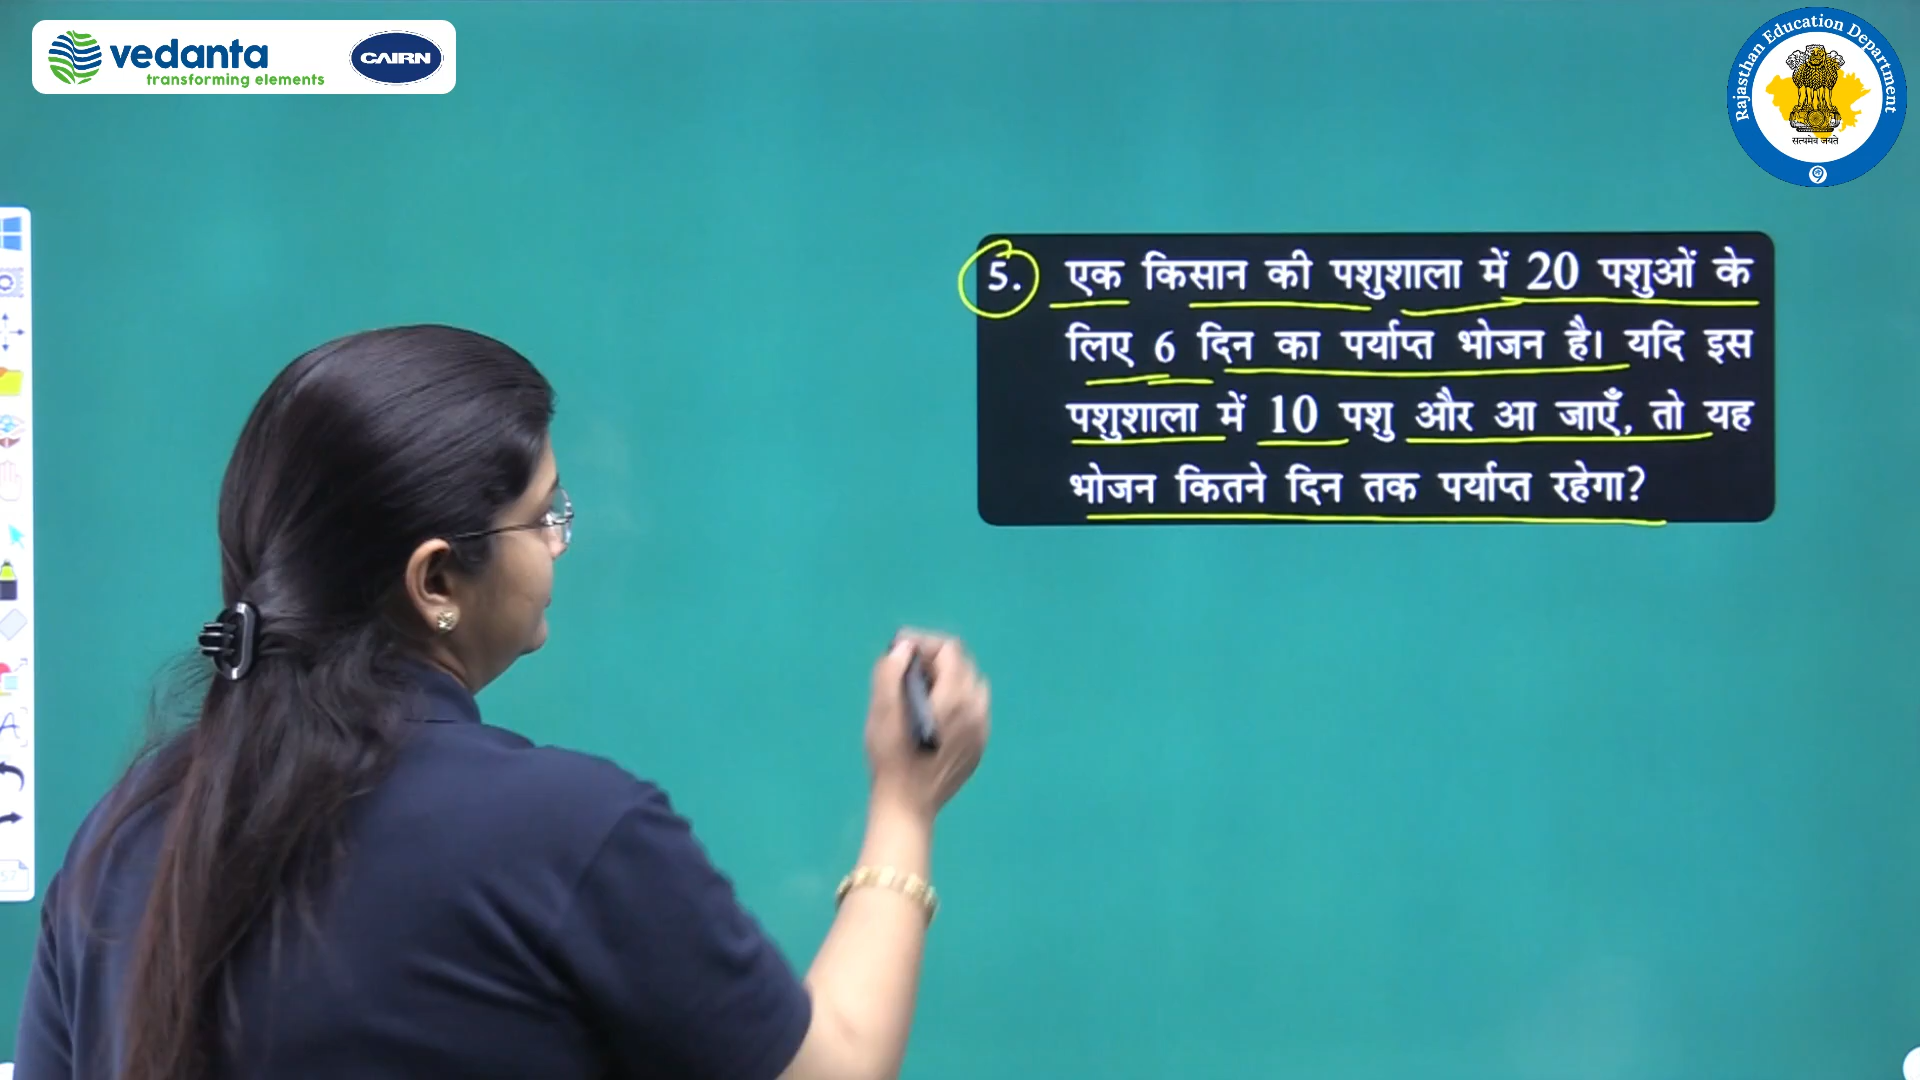 vedanta
transforming elements
CAIRN
Rajasthan Education Department
सत्यमेव जयते
5. एक किसान की पशुशाला में 20 पशुओं के
लिए 6 दिन का पर्याप्त भोजन है। यदि इस
पशुशाला में 10 पशु और आ जाएँ, तो यह
भोजन कितने दिन तक पर्याप्त रहेगा?
A
57